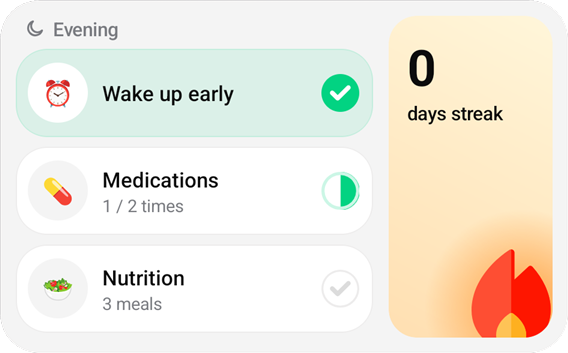 Evening
Wake up early
Medications
1 / 2 times
Nutrition
3 meals
0
days streak